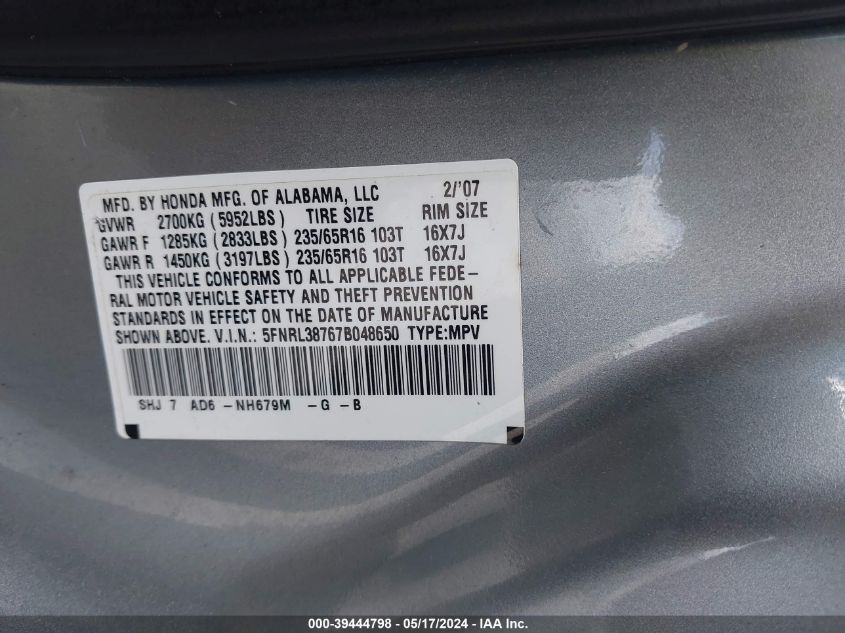 MFD. BY HONDA MFG. OF ALABAMA, LLC 2/'07
GVWR 2700KG (5952LBS) TIRE SIZE RIM SIZE
GAWR F 1285KG (2833LBS) 235/65R16 103T 16X7J
GAWR R 1450KG (3197LBS) 235/65R16 103T 16X7J
THIS VEHICLE CONFORMS TO ALL APPLICABLE FEDE-
RAL MOTOR VEHICLE SAFETY AND THEFT PREVENTION
STANDARDS IN EFFECT ON THE DATE OF MANUFACTURE
SHOWN ABOVE. V.I.N.: 5FNRL38767B048650 TYPE:MPV
SHJ 7 AD6 -NH679M -G -B
000-39444798 - 05/17/2024 - IAA Inc.